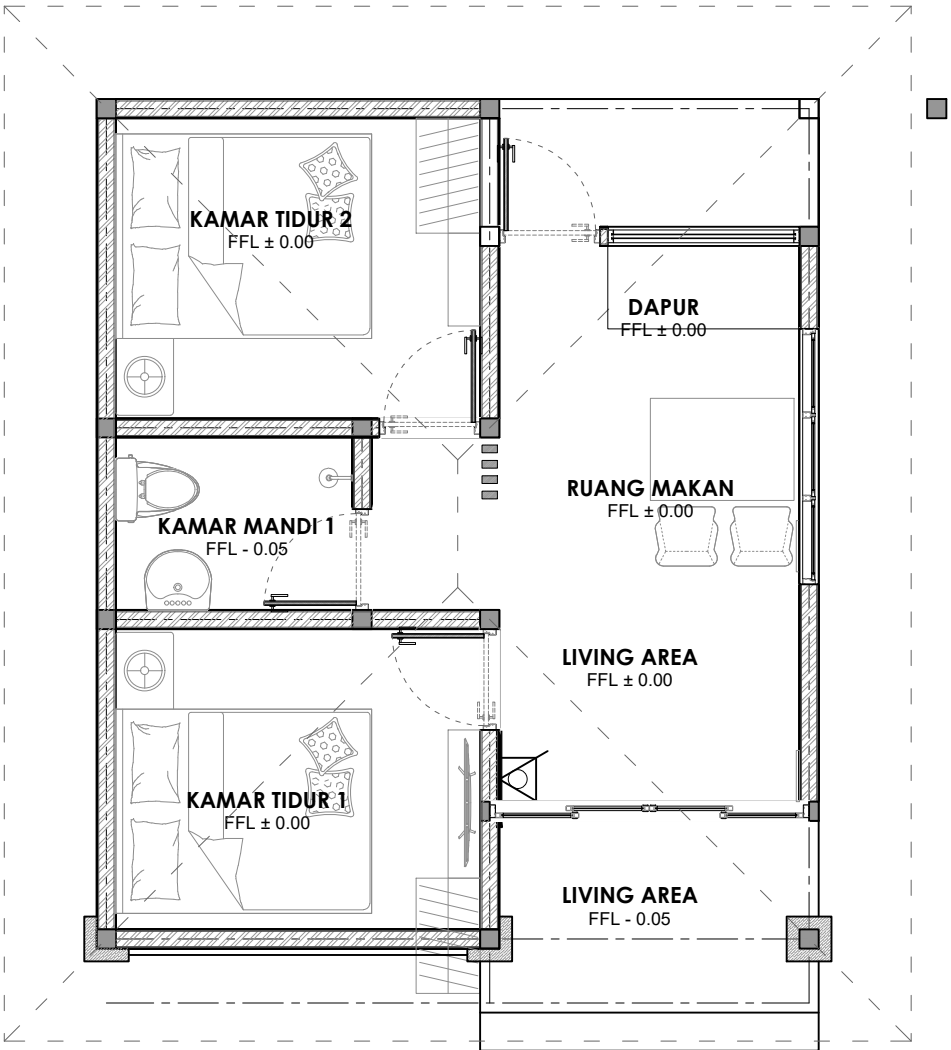 KAMAR TIDUR 2
FFL ± 0.00
DAPUR
FFL ± 0.00
RUANG MAKAN
FFL ± 0.00
KAMAR MANDI 1
FFL - 0.05
LIVING AREA
FFL ± 0.00
KAMAR TIDUR 1
FFL ± 0.00
LIVING AREA
FFL - 0.05